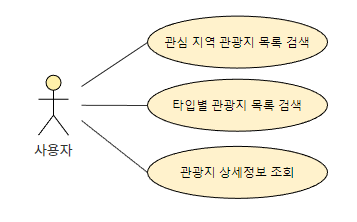 관심 지역 관광지 목록 검색
타입별 관광지 목록 검색
사용자
관광지 상세정보 조회